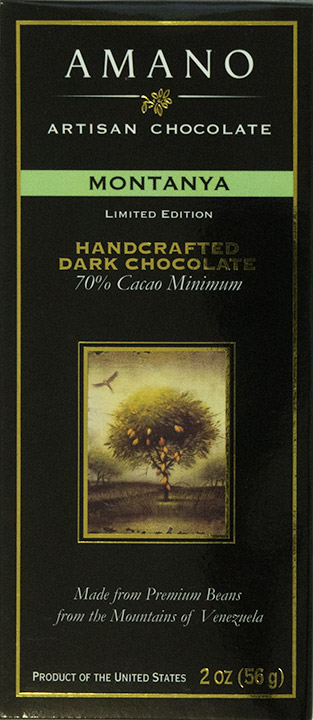 AMANO
ARTISAN CHOCOLATE
MONTANYA
LIMITED EDITION
HANDCRAFTED
DARK CHOCOLATE
70% Cacao Minimum
Made from Premium Beans
from the Mountains of Venezuela
PRODUCT OF THE UNITED STATES 2 OZ (56 g)